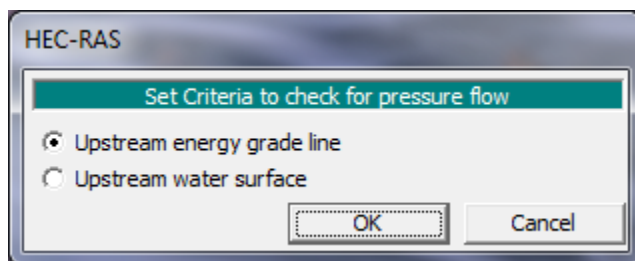 HEC-RAS
Set Criteria to check for pressure flow
Upstream energy grade line
Upstream water surface
OK Cancel